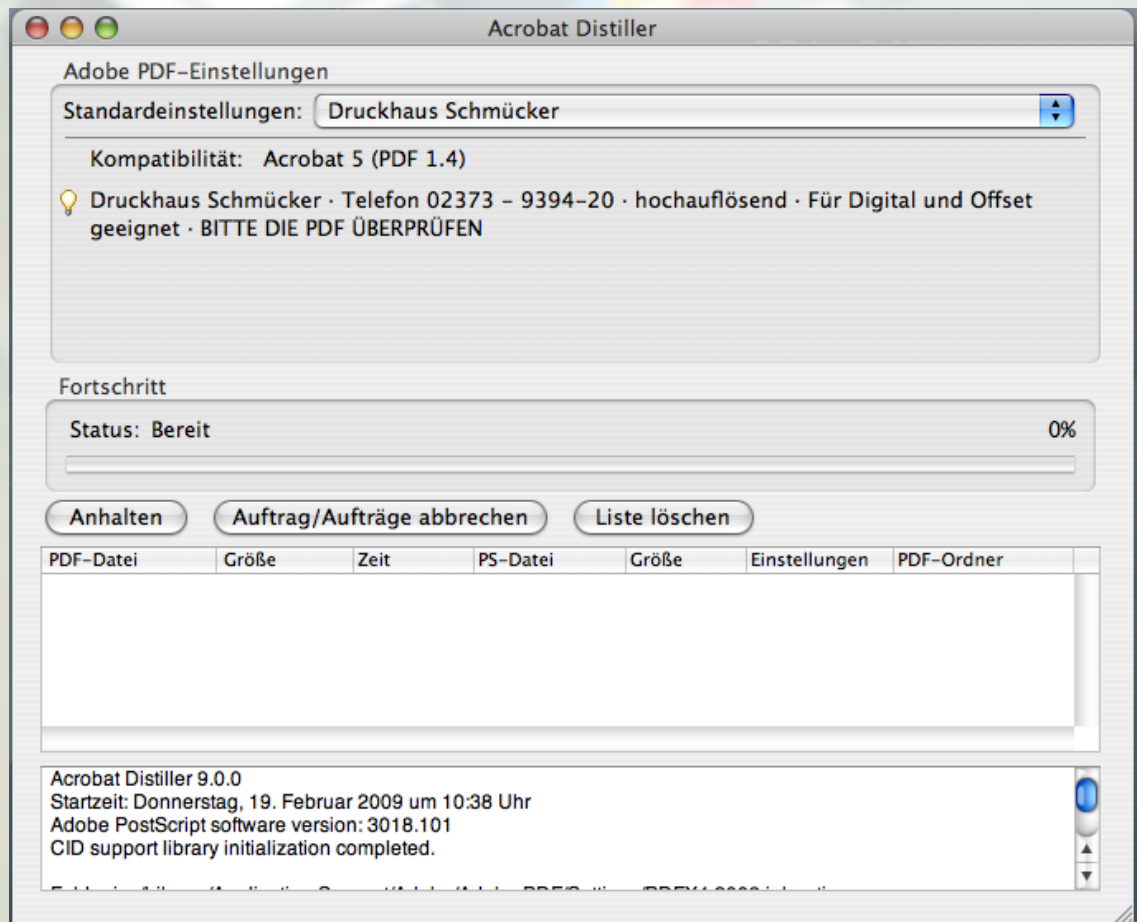 Acrobat Distiller
Adobe PDF-Einstellungen
Standardeinstellungen: Druckhaus Schmücker
Kompatibilität: Acrobat 5 (PDF 1.4)
Druckhaus Schmücker · Telefon 02373 – 9394-20 · hochauflösend · Für Digital und Offset
geeignet · BITTE DIE PDF ÜBERPRÜFEN
Fortschritt
Status: Bereit 0%
Anhalten Auftrag/Aufträge abbrechen Liste löschen
PDF-Datei Größe Zeit PS-Datei Größe Einstellungen PDF-Ordner
Acrobat Distiller 9.0.0
Startzeit: Donnerstag, 19. Februar 2009 um 10:38 Uhr
Adobe PostScript software version: 3018.101
CID support library initialization completed.